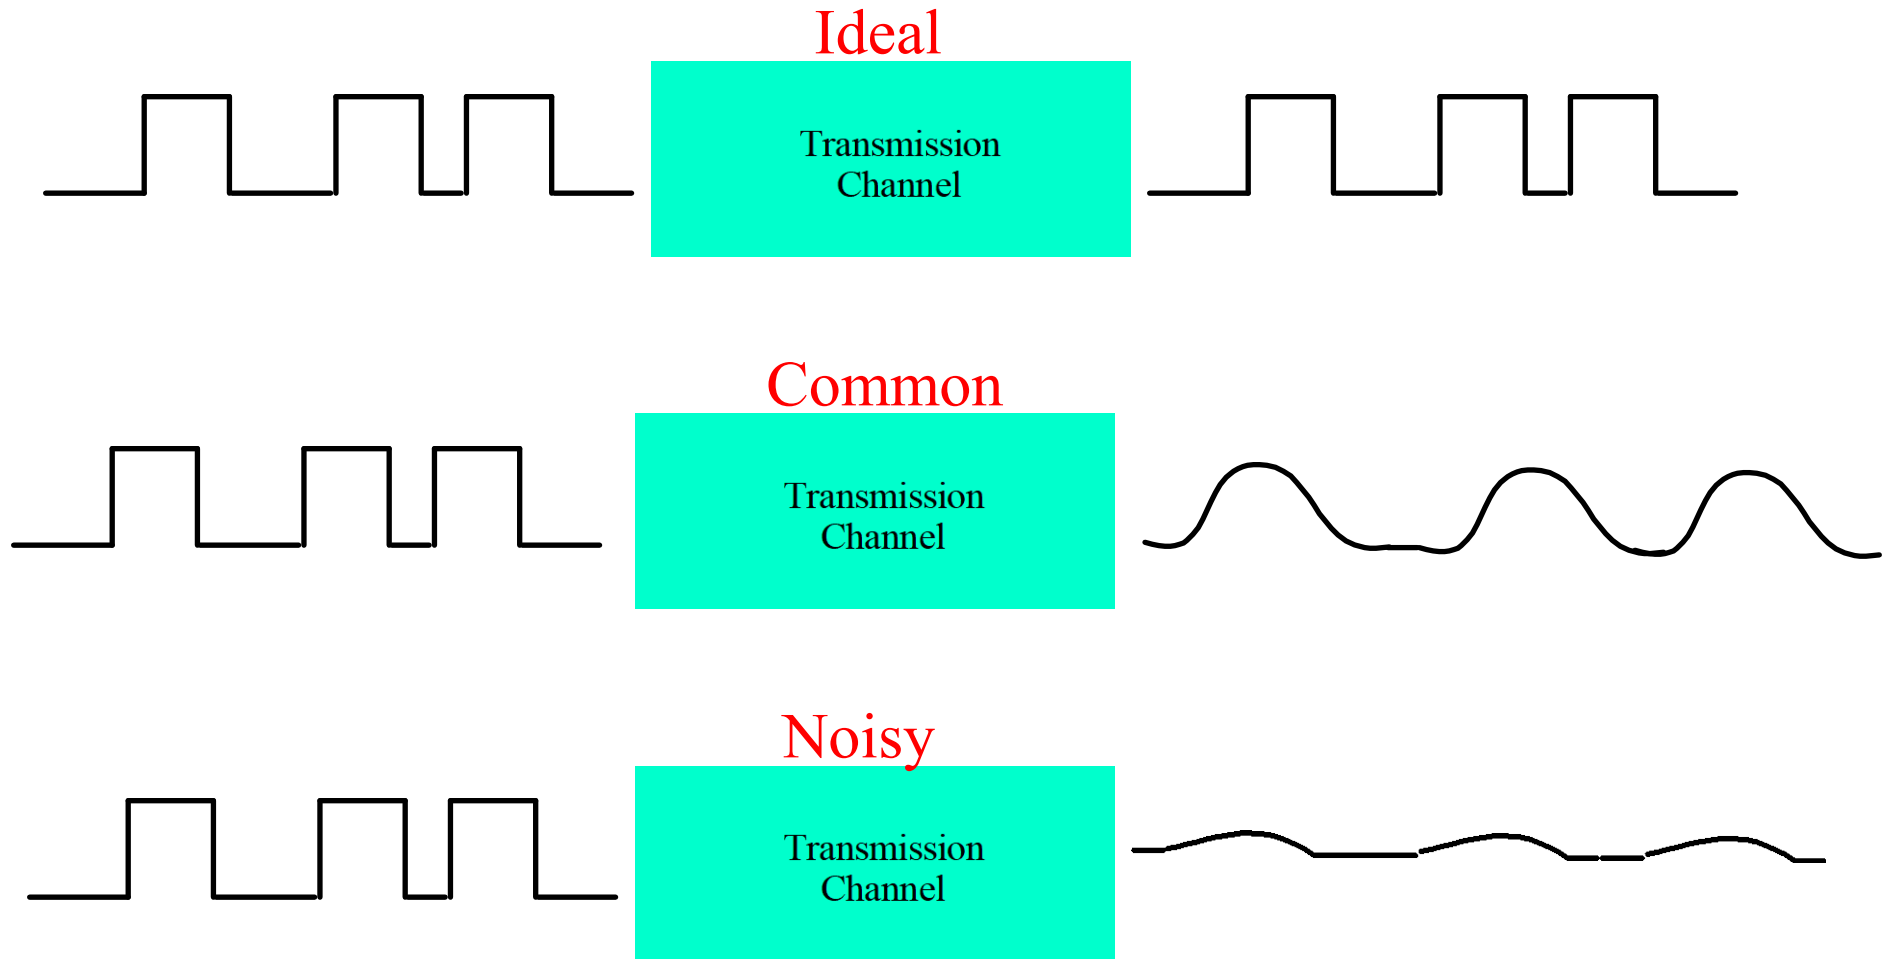 Ideal
Transmission
Channel
Common
Transmission
Channel
Noisy
Transmission
Channel